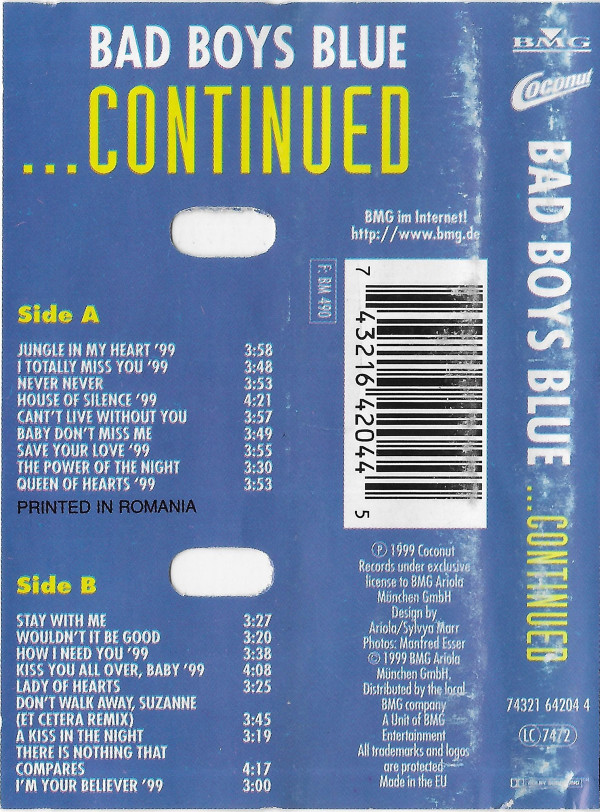 BAD BOYS BLUE
...CONTINUED
BMG im Internet!
http://www.bmg.de
F: BM 490
7 43216 42044 5
Side A
JUNGLE IN MY HEART '99 3:58
I TOTALLY MISS YOU '99 3:48
NEVER NEVER 3:53
HOUSE OF SILENCE '99 4:21
CAN'T LIVE WITHOUT YOU 3:57
BABY DON'T MISS ME 3:49
SAVE YOUR LOVE '99 3:55
THE POWER OF THE NIGHT 3:30
QUEEN OF HEARTS '99 3:53
PRINTED IN ROMANIA
Side B
STAY WITH ME 3:27
WOULDN'T IT BE GOOD 3:20
HOW I NEED YOU '99 3:38
KISS YOU ALL OVER, BABY '99 4:08
LADY OF HEARTS 3:25
DON'T WALK AWAY, SUZANNE
(ET CETERA REMIX) 3:45
A KISS IN THE NIGHT 3:19
THERE IS NOTHING THAT
COMPARES 4:17
I'M YOUR BELIEVER '99 3:00
℗ 1999 Coconut
Records under exclusive
license to BMG Ariola
München GmbH
Design by
Ariola/Sylvya Marr
Photos: Manfred Esser
© 1999 BMG Ariola
München GmbH,
Distributed by the local
BMG company
A Unit of BMG
Entertainment
All trademarks and logos
are protected
Made in the EU
BMG
Coconut
BAD BOYS BLUE ...CONTINUED
74321 64204 4
LC 7472